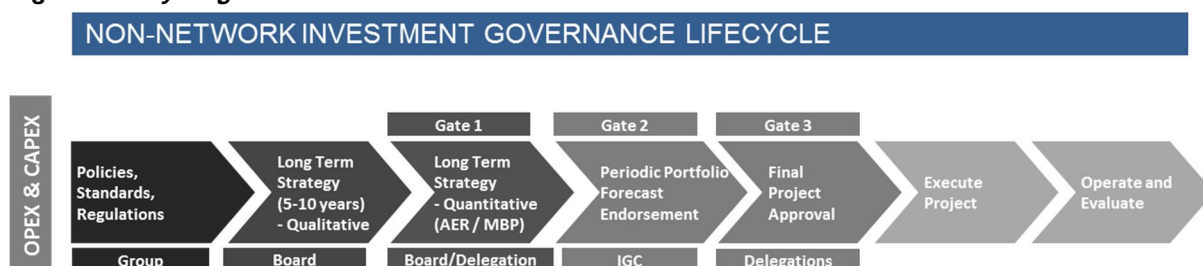 NON-NETWORK INVESTMENT GOVERNANCE LIFECYCLE
OPEX & CAPEX
Gate 1
Gate 2
Gate 3
Policies,
Standards,
Regulations
Long Term
Strategy
(5-10 years)
- Qualitative
Long Term
Strategy
- Quantitative
(AER / MBP)
Periodic Portfolio
Forecast
Endorsement
Final
Project
Approval
Execute
Project
Operate and
Evaluate
Group
Board
Board/Delegation
IGC
Delegations